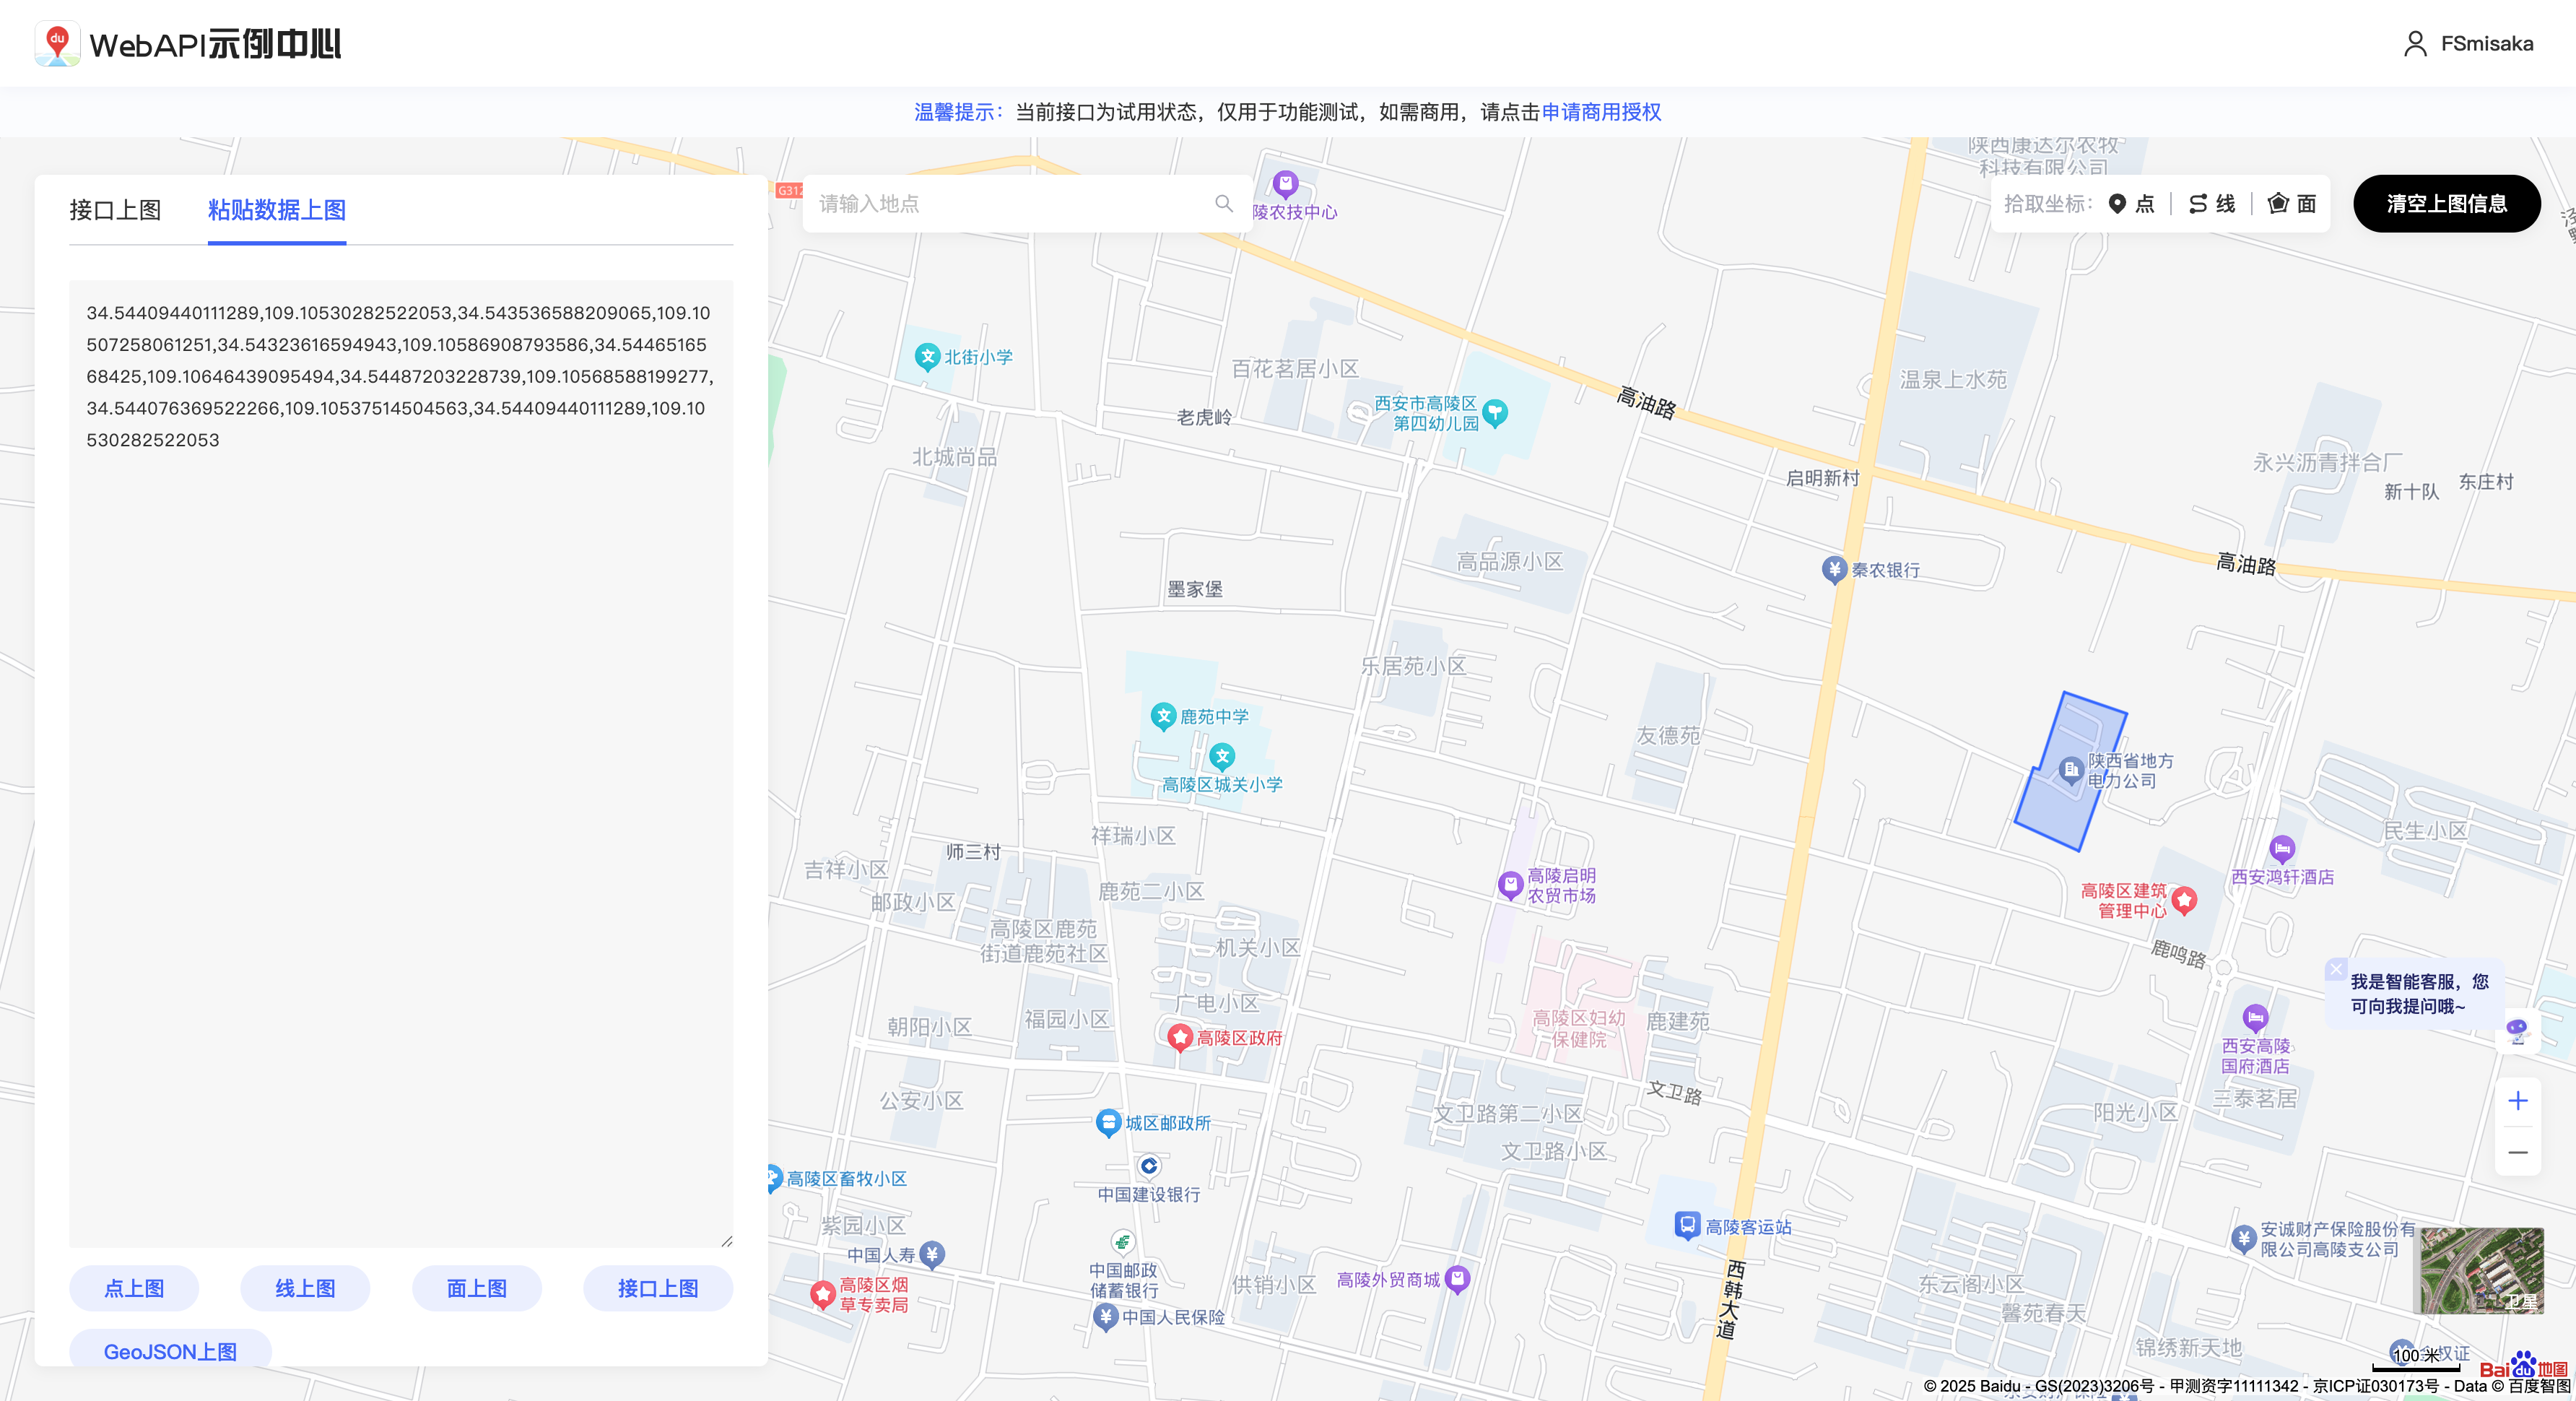 WebAPI示例中心
FSmisaka
温馨提示：当前接口为试用状态，仅用于功能测试，如需商用，请点击申请商用授权
接口上图
粘贴数据上图
34.54409440111289,109.10530282522053,34.543536588209065,109.10
507258061251,34.54323616594943,109.10586908793586,34.54465165
68425,109.10646439095494,34.54487203228739,109.10568588199277,
34.544076369522266,109.10537514504563,34.54409440111289,109.10
530282522053
点上图
线上图
面上图
接口上图
GeoJSON上图
G312
请输入地点
陵农技中心
陕西康达尔农牧
科技有限公司
拾取坐标：
点
线
面
清空上图信息
北街小学
百花茗居小区
老虎岭
西安市高陵区
第四幼儿园
高油路
温泉上水苑
北城尚品
启明新村
永兴沥青拌合厂
新十队
东庄村
高品源小区
秦农银行
高油路
墨家堡
乐居苑小区
鹿苑中学
高陵区城关小学
友德苑
陕西省地方
电力公司
祥瑞小区
师三村
吉祥小区
邮政小区
鹿苑二小区
高陵启明
农贸市场
民生小区
西安鸿轩酒店
高陵区建筑
管理中心
高陵区鹿苑
街道鹿苑社区
机关小区
鹿鸣路
我是智能客服，您
可向我提问哦~
朝阳小区
福园小区
广电小区
高陵区政府
高陵区妇幼
保健院
鹿建苑
西安高陵
国府酒店
公安小区
城区邮政所
文卫路
文卫路第二小区
文卫路小区
阳光小区
三泰茗居
高陵区畜牧小区
中国建设银行
紫园小区
中国人寿
高陵客运站
安诚财产保险股份有
限公司高陵支公司
高陵区烟
草专卖局
中国邮政
储蓄银行
中国人民保险
供销小区
高陵外贸商城
西韩大道
东云阁小区
馨苑春天
锦绣新天地
卫星
100 米
权证
Bai du 地图
© 2025 Baidu - GS(2023)3206号 - 甲测资字11111342 - 京ICP证030173号 - Data © 百度智图